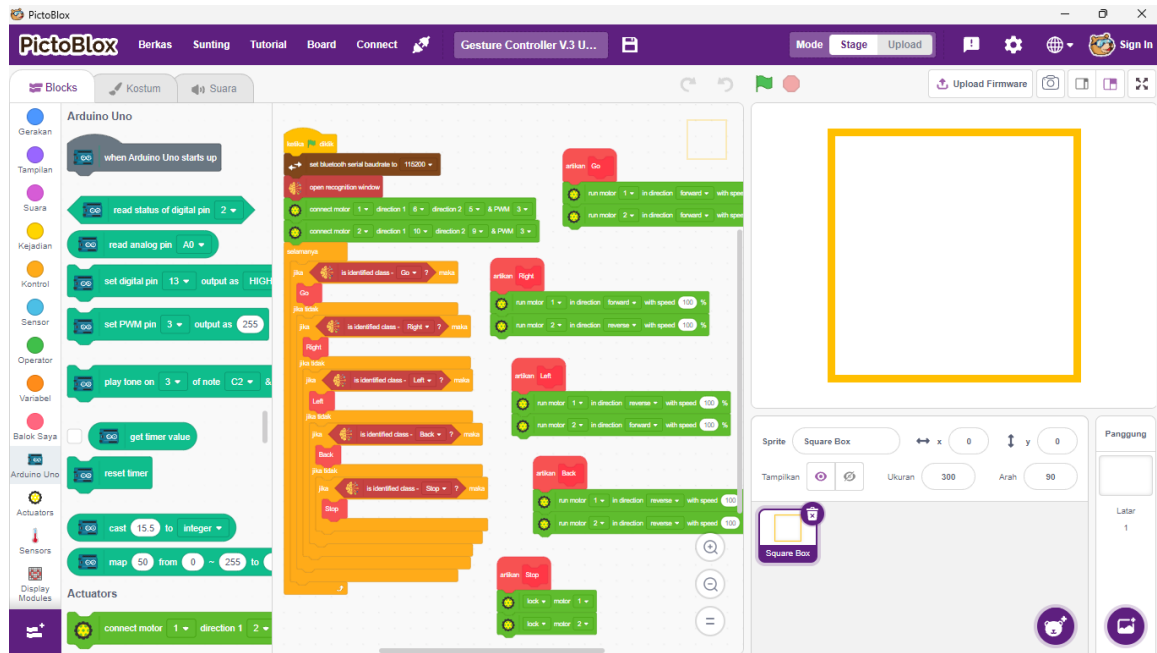 PictoBlox
PictoBlox Berkas Sunting Tutorial Board Connect Gesture Controller V.3 U... Mode Stage Upload Sign In
Blocks Kostum Suara Upload Firmware
Gerakan
Tampilan
Suara
Kejadian
Kontrol
Sensor
Operator
Variabel
Balok Saya
Arduino Uno
Actuators
Sensors
Display Modules
Arduino Uno
when Arduino Uno starts up
read status of digital pin 2
read analog pin A0
set digital pin 13 output as HIGH
set PWM pin 3 output as 255
play tone on 3 of note C2 &
get timer value
reset timer
cast 15.5 to integer
map 50 from 0 ~ 255 to
Actuators
connect motor 1 direction 1 2
ketika diklik
set bluetooth serial baudrate to 115200
open recognition window
connect motor 1 direction 1 6 direction 2 5 & PWM 3
connect motor 2 direction 1 10 direction 2 9 & PWM 3
selamanya
jika is identified class - Go ? maka
Go
jika tidak
jika is identified class - Right ? maka
Right
jika tidak
jika is identified class - Left ? maka
Left
jika tidak
jika is identified class - Back ? maka
Back
jika tidak
jika is identified class - Stop ? maka
Stop
artikan Go
run motor 1 in direction forward with spee
run motor 2 in direction forward with spee
artikan Right
run motor 1 in direction forward with speed 100 %
run motor 2 in direction reverse with speed 100 %
artikan Left
run motor 1 in direction reverse with speed 100 %
run motor 2 in direction forward with speed 100 %
artikan Back
run motor 1 in direction reverse with speed 100
run motor 2 in direction reverse with speed 100
artikan Stop
lock motor 1
lock motor 2
Sprite Square Box x 0 y 0
Tampilkan Ukuran 300 Arah 90
Square Box
Panggung
Latar
1